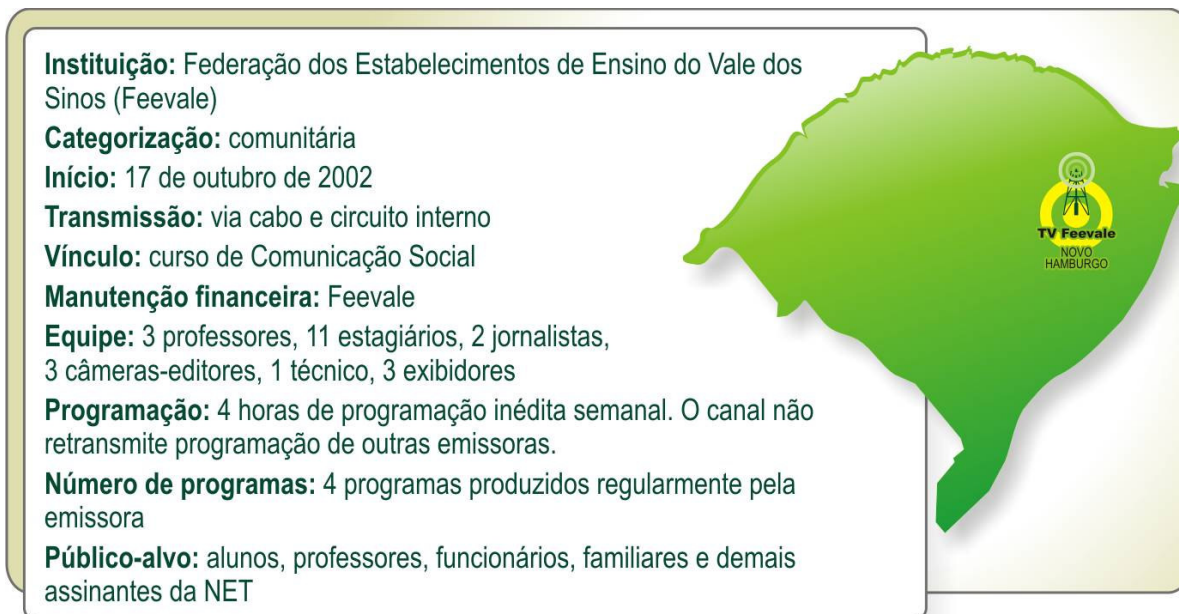 Instituição: Federação dos Estabelecimentos de Ensino do Vale dos
Sinos (Feevale)
Categorização: comunitária
Início: 17 de outubro de 2002
Transmissão: via cabo e circuito interno
Vínculo: curso de Comunicação Social
Manutenção financeira: Feevale
Equipe: 3 professores, 11 estagiários, 2 jornalistas,
3 câmeras-editores, 1 técnico, 3 exibidores
Programação: 4 horas de programação inédita semanal. O canal não
retransmite programação de outras emissoras.
Número de programas: 4 programas produzidos regularmente pela
emissora
Público-alvo: alunos, professores, funcionários, familiares e demais
assinantes da NET
TV Feevale
NOVO
HAMBURGO